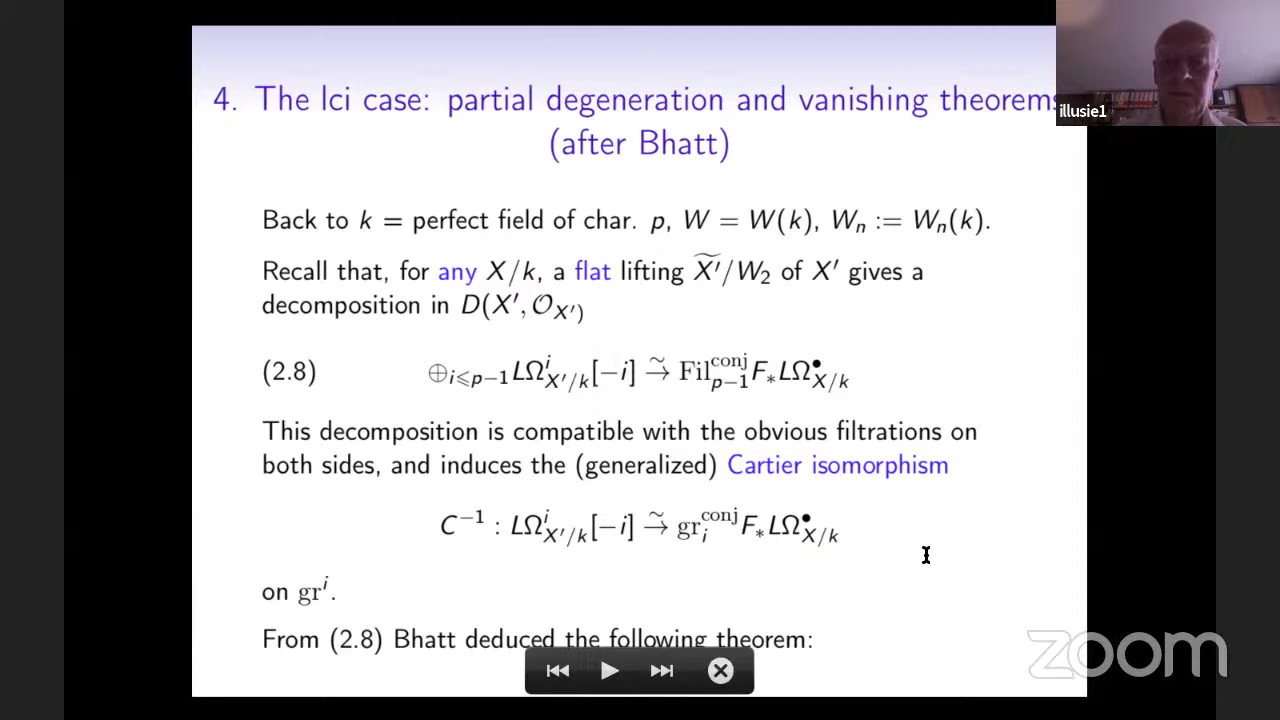 4. The lci case: partial degeneration and vanishing theorems
(after Bhatt)
illusie1
Back to k = perfect field of char. p, W = W(k), Wₙ := Wₙ(k).
Recall that, for any X/k, a flat lifting X̃′/W₂ of X′ gives a
decomposition in D(X′, 𝒪_{X′})
(2.8) ⊕_{i⩽p−1} LΩ^i_{X′/k}[−i] →̃ Fil^{conj}_{p−1} F_* LΩ^•_{X/k}
This decomposition is compatible with the obvious filtrations on
both sides, and induces the (generalized) Cartier isomorphism
C^{−1} : LΩ^i_{X′/k}[−i] →̃ gr^{conj}_i F_* LΩ^•_{X/k}
on gr^i.
From (2.8) Bhatt deduced the following theorem:
zoom